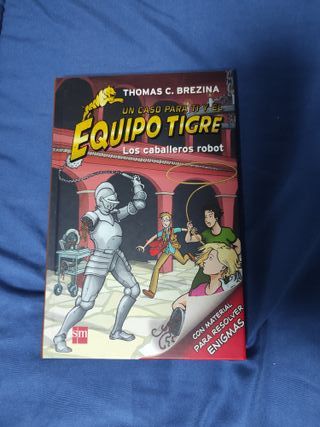 THOMAS C. BREZINA
UN CASO PARA TI Y EL
EQUIPO TIGRE
Los caballeros robot
CON MATERIAL
PARA RESOLVER
ENIGMAS
sm